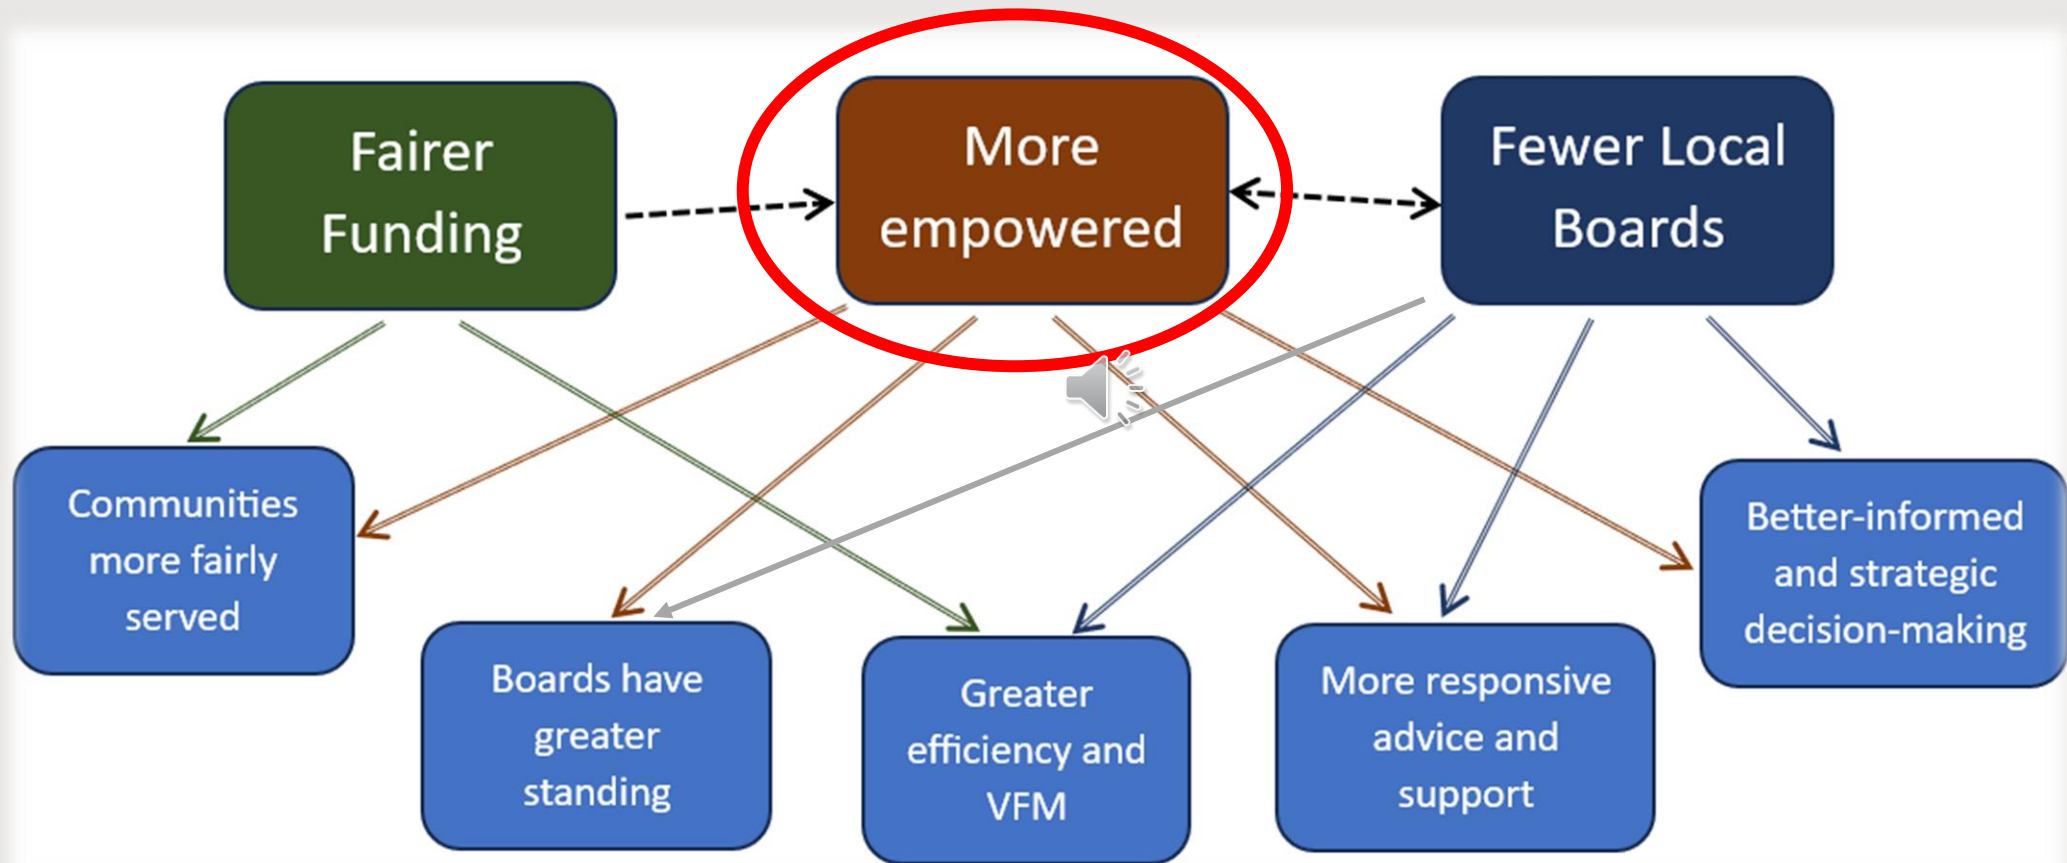 Fairer
Funding
More
empowered
Fewer Local
Boards
Communities
more fairly
served
Boards have
greater
standing
Greater
efficiency and
VFM
More responsive
advice and
support
Better-informed
and strategic
decision-making